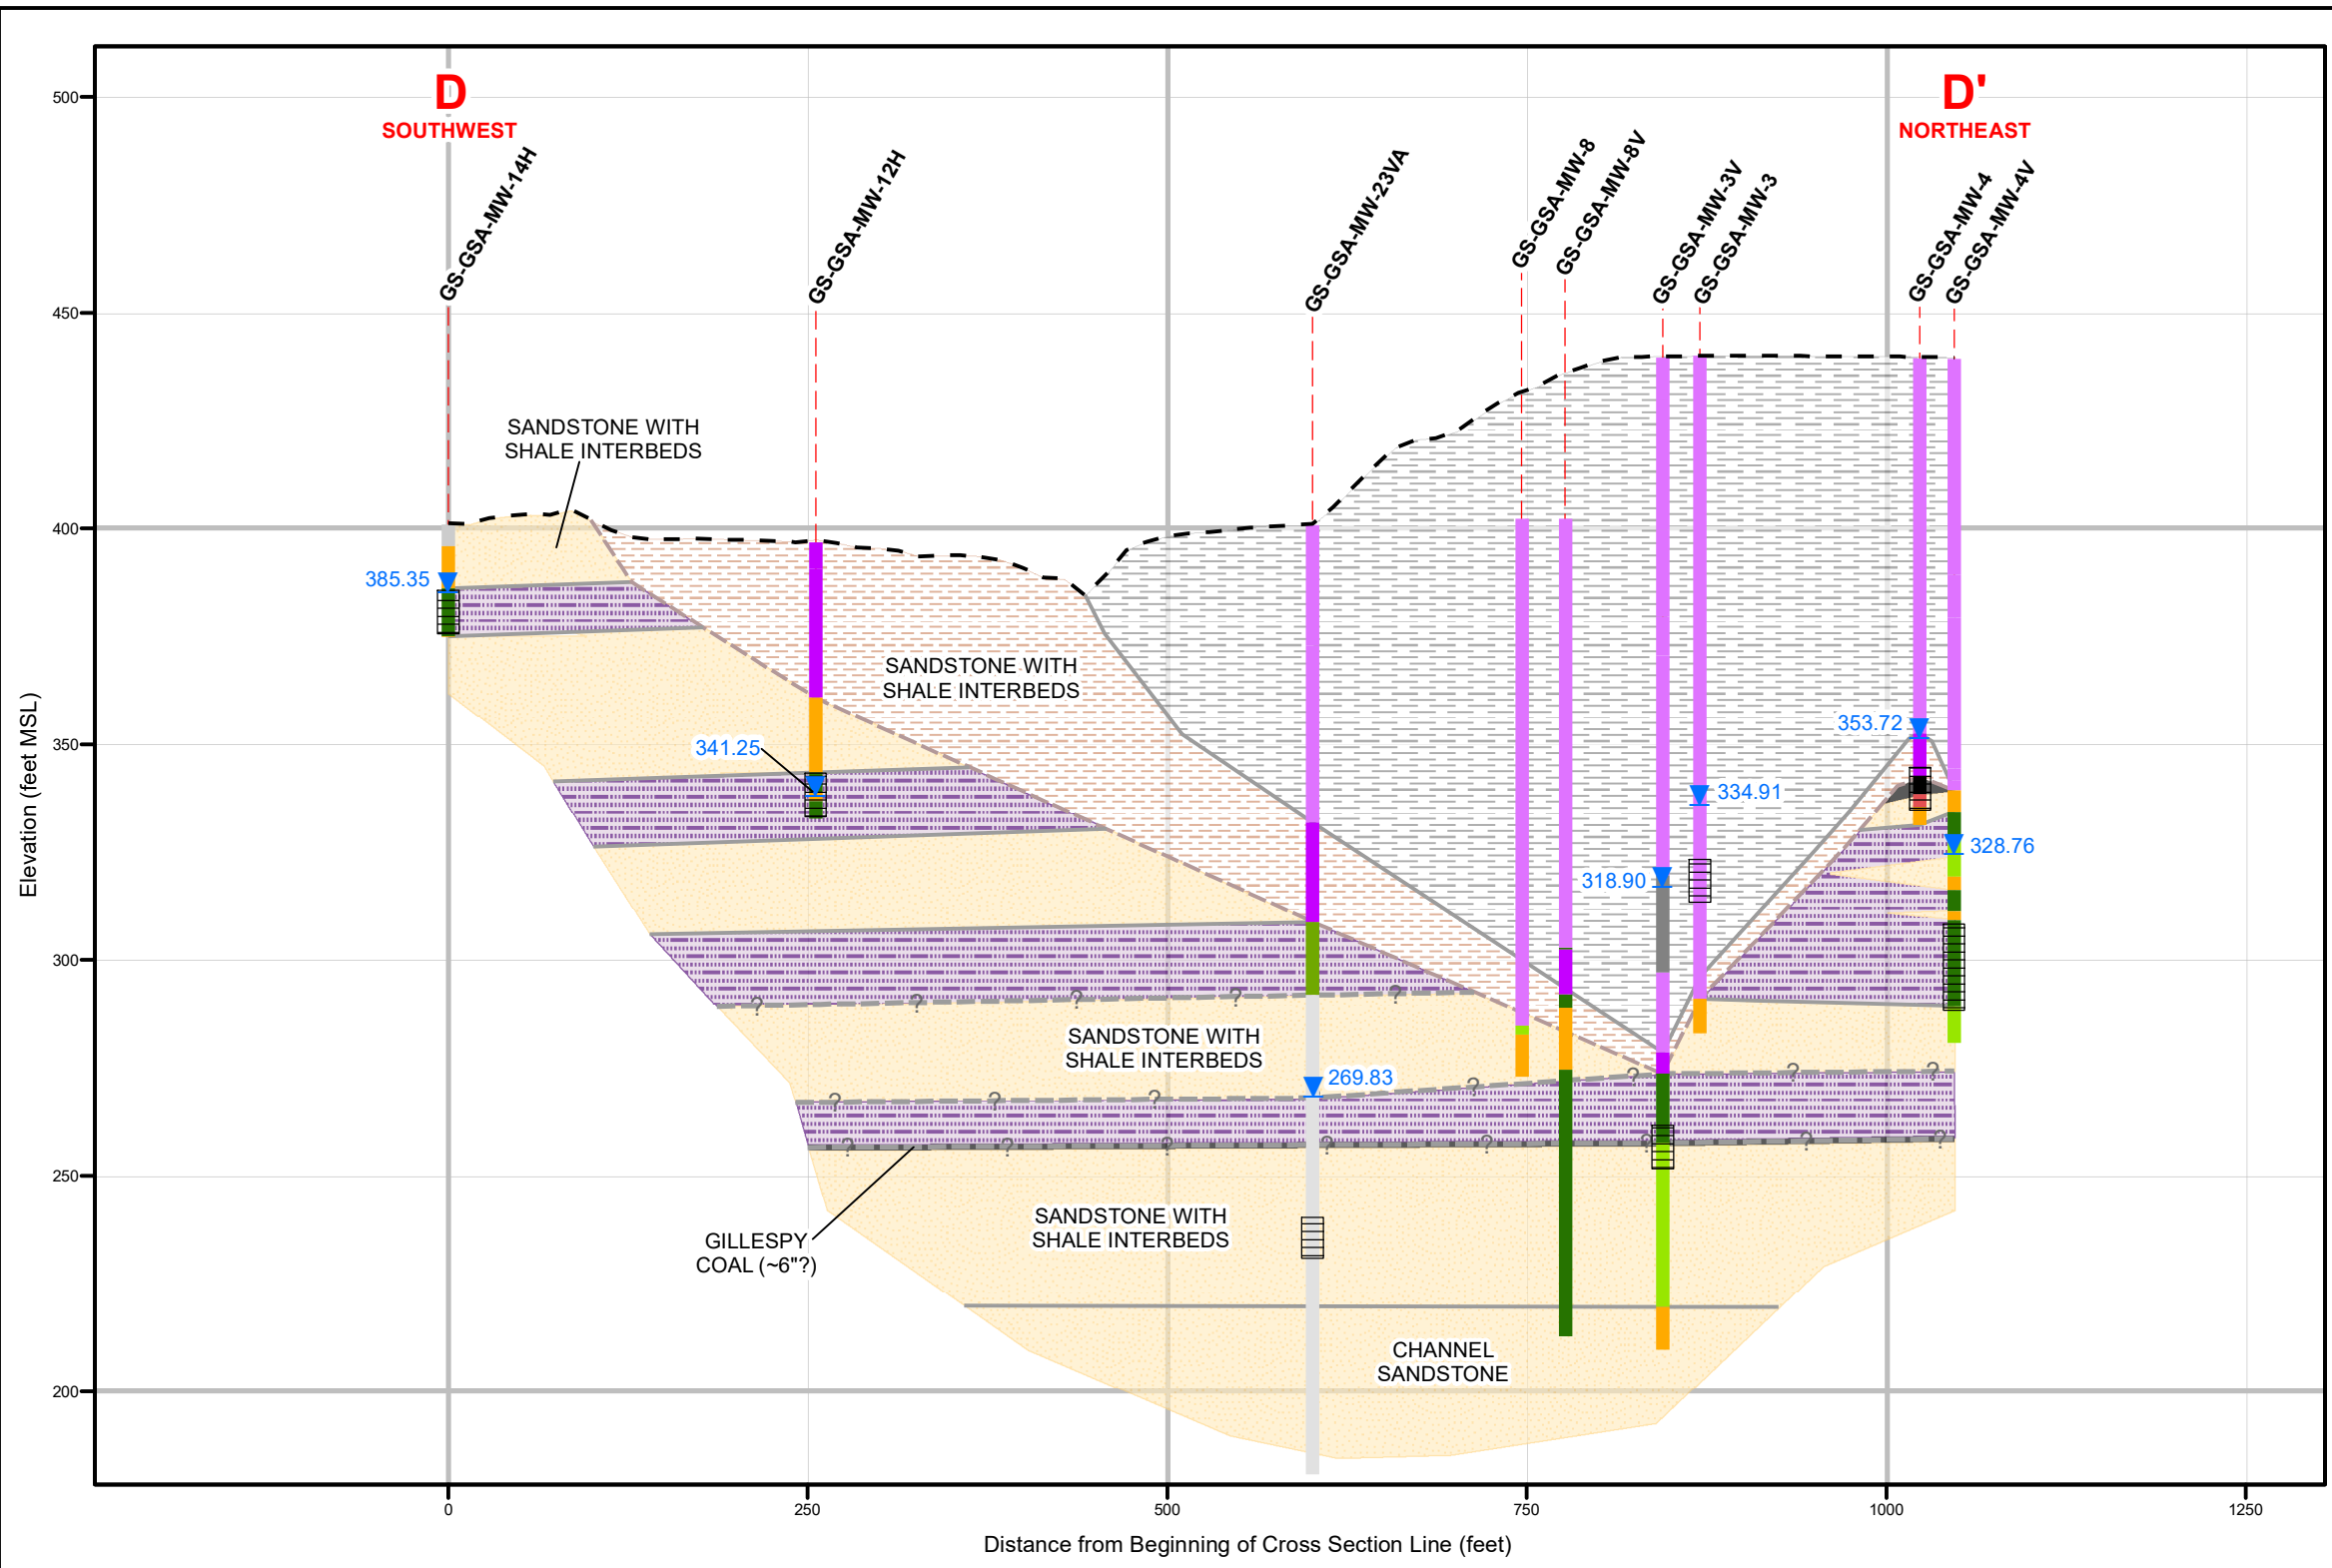 D
SOUTHWEST
D'
NORTHEAST
GS-GSA-MW-14H
GS-GSA-MW-12H
GS-GSA-MW-23VA
GS-GSA-MW-8
GS-GSA-MW-8V
GS-GSA-MW-3V
GS-GSA-MW-3
GS-GSA-MW-4
GS-GSA-MW-4V
500
450
400
350
300
250
200
Elevation (feet MSL)
SANDSTONE WITH
SHALE INTERBEDS
385.35
SANDSTONE WITH
SHALE INTERBEDS
341.25
353.72
334.91
328.76
318.90
? ? ? ? ?
SANDSTONE WITH
SHALE INTERBEDS
269.83
? ? ? ? ? ? ?
? ? ? ? ? ? ? ?
SANDSTONE WITH
SHALE INTERBEDS
GILLESPY
COAL (~6"?)
CHANNEL
SANDSTONE
0
250
500
750
1000
1250
Distance from Beginning of Cross Section Line (feet)